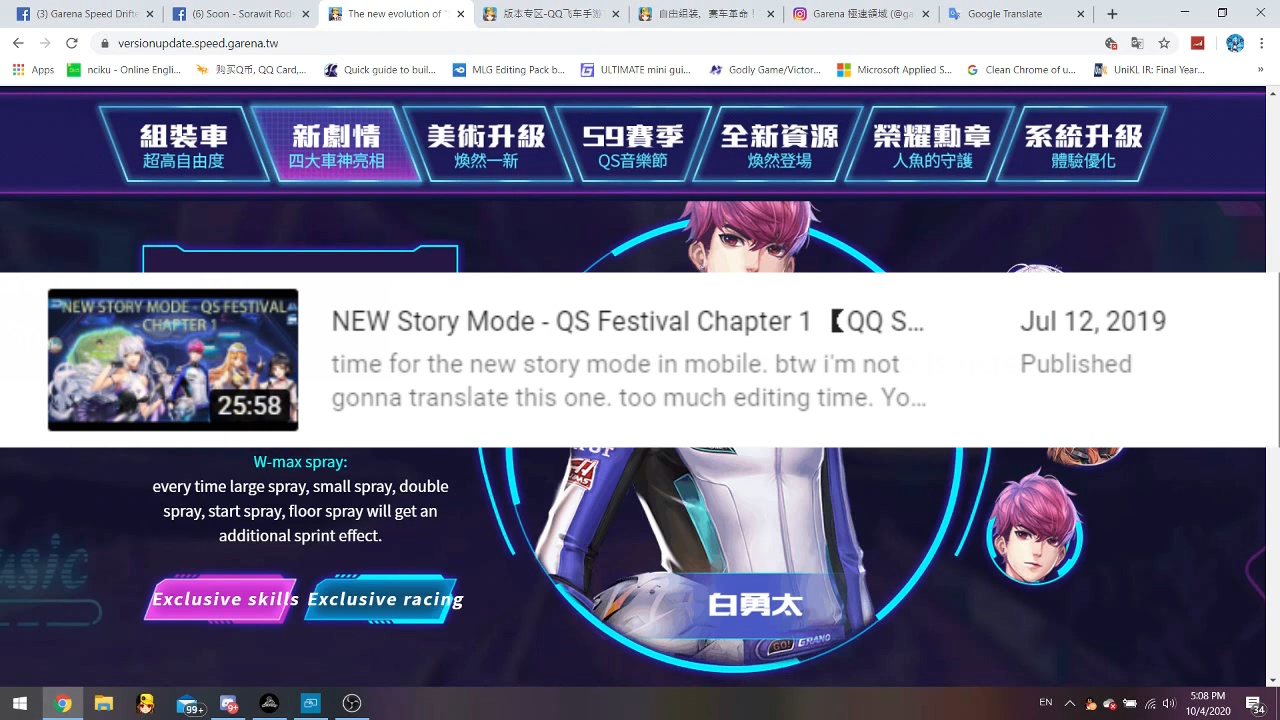 (3) Face
(5) Soon.
evolution of T
版本专区-QQ飞车手游
自由组装，赛车革命！
Garena 極速領域 (@ga
Google Translate
versionupdate.speed.garena.tw
Apps
nciku - Online Engli...
购买Q币, QQ Card,...
Quick guide to buil...
MLG Editing Pack b...
ULTIMATE mini gui...
Godly Gamer/Victor...
Microsoft Applied S...
Clean Chrome of u...
UniKL IR: Final Year...
»
組裝車 新劇情 美術升級 S9賽季 全新資源 榮耀勳章 系統升級
超高自由度 四大車神亮相 煥然一新 QS音樂節 煥然登場 人魚的守護 體驗優化
NEW STORY MODE - QS FESTIVAL
- CHAPTER 1
25:58
NEW Story Mode - QS Festival Chapter 1 【QQ S...
Jul 12, 2019
time for the new story mode in mobile. btw i'm not
Published
gonna translate this one. too much editing time. Yo...
HAAS
W-max spray:
every time large spray, small spray, double
spray, start spray, floor spray will get an
additional sprint effect.
Exclusive skills Exclusive racing
白勇太
GO! GRAND
99+
EN
5:08 PM
10/4/2020
34